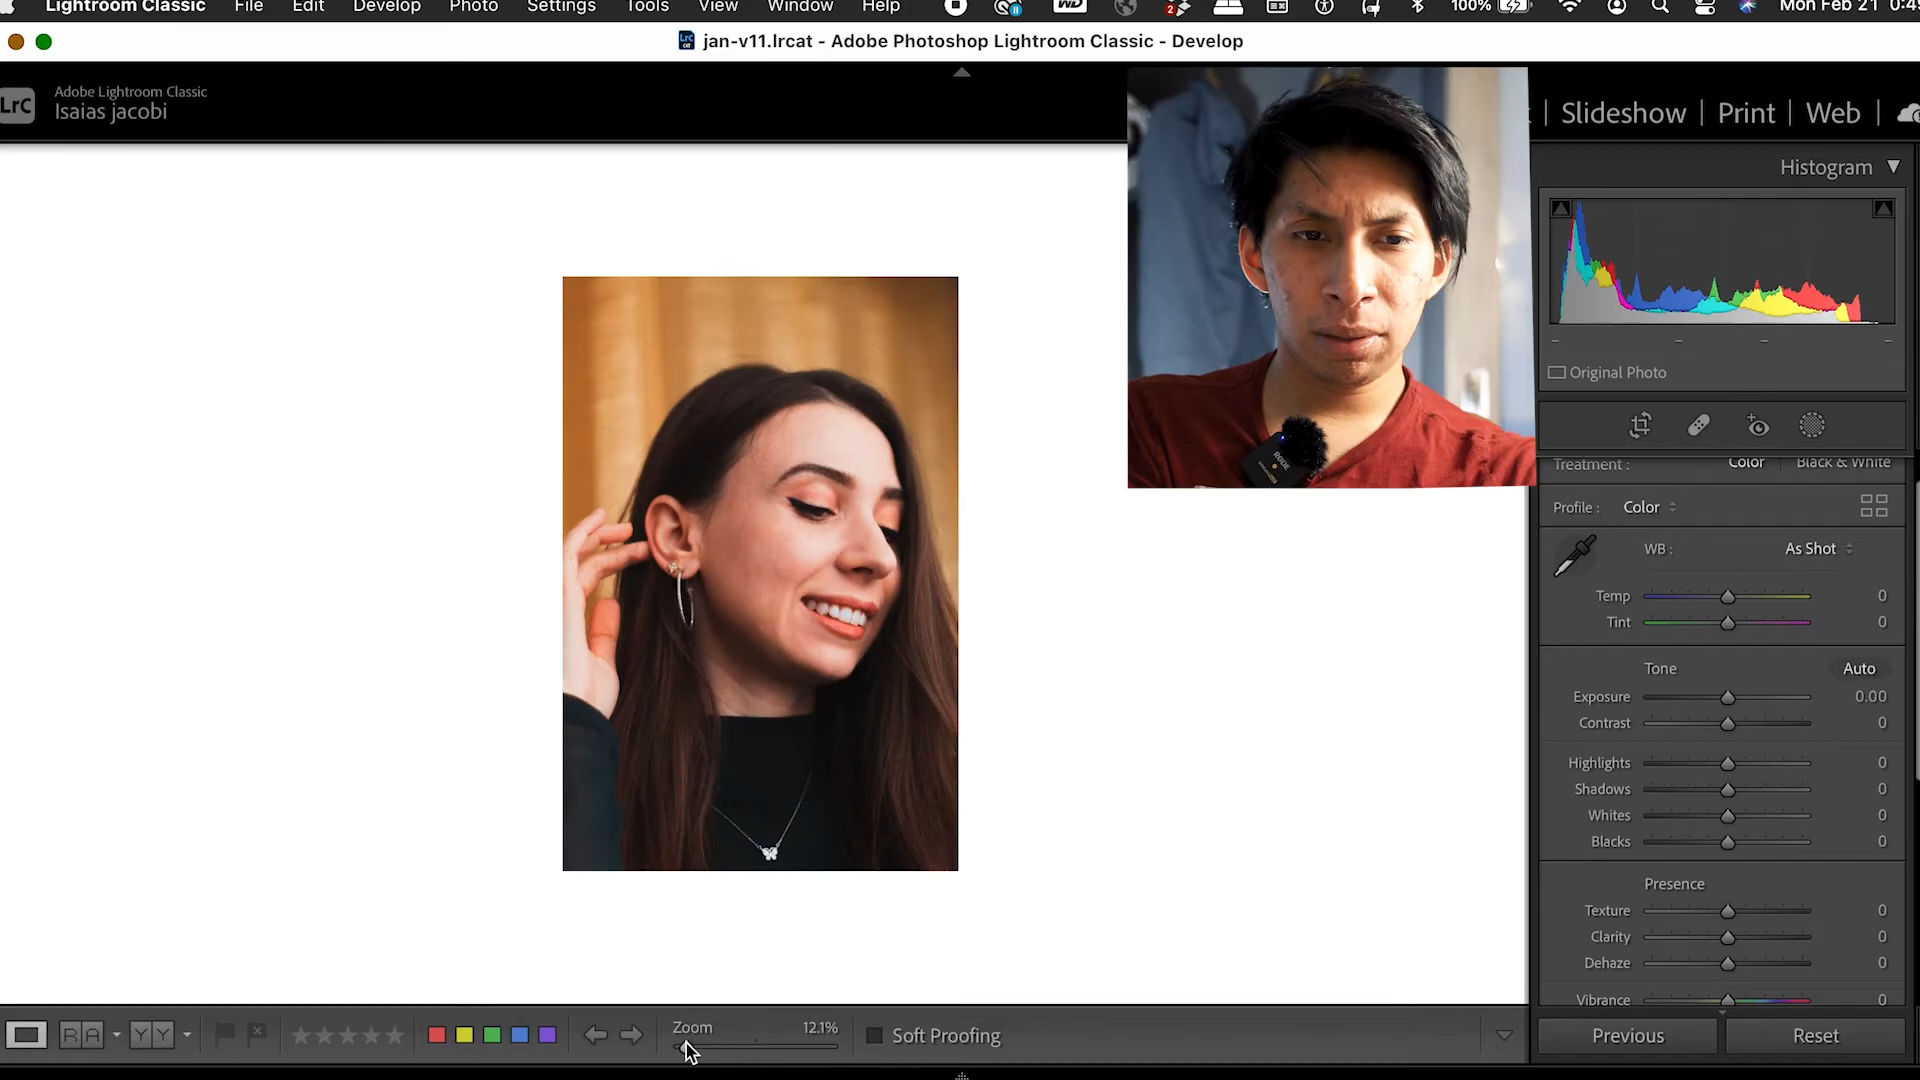 Lightroom Classic File Edit Develop Photo Settings Tools View Window Help 100% Mon Feb 21
jan-v11.lrcat - Adobe Photoshop Lightroom Classic - Develop
LrC
Adobe Lightroom Classic
Isaias jacobi
Slideshow | Print | Web |
Histogram
RØDE
Original Photo
Treatment : Color | Black & White
Profile : Color
WB : As Shot
Temp 0
Tint 0
Tone Auto
Exposure 0.00
Contrast 0
Highlights 0
Shadows 0
Whites 0
Blacks 0
Presence
Texture 0
Clarity 0
Dehaze 0
Vibrance 0
R A Y Y Zoom 12.1% Soft Proofing
Previous Reset